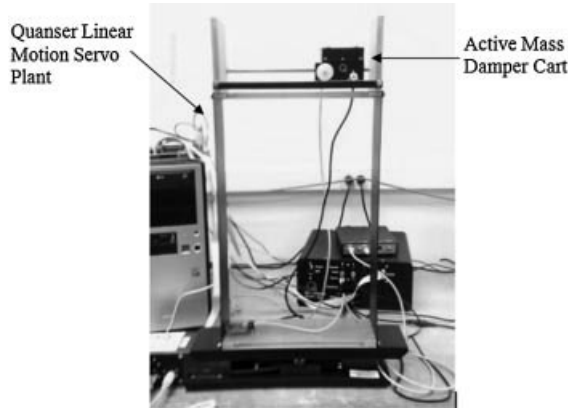 Quanser Linear
Motion Servo
Plant
Active Mass
Damper Cart